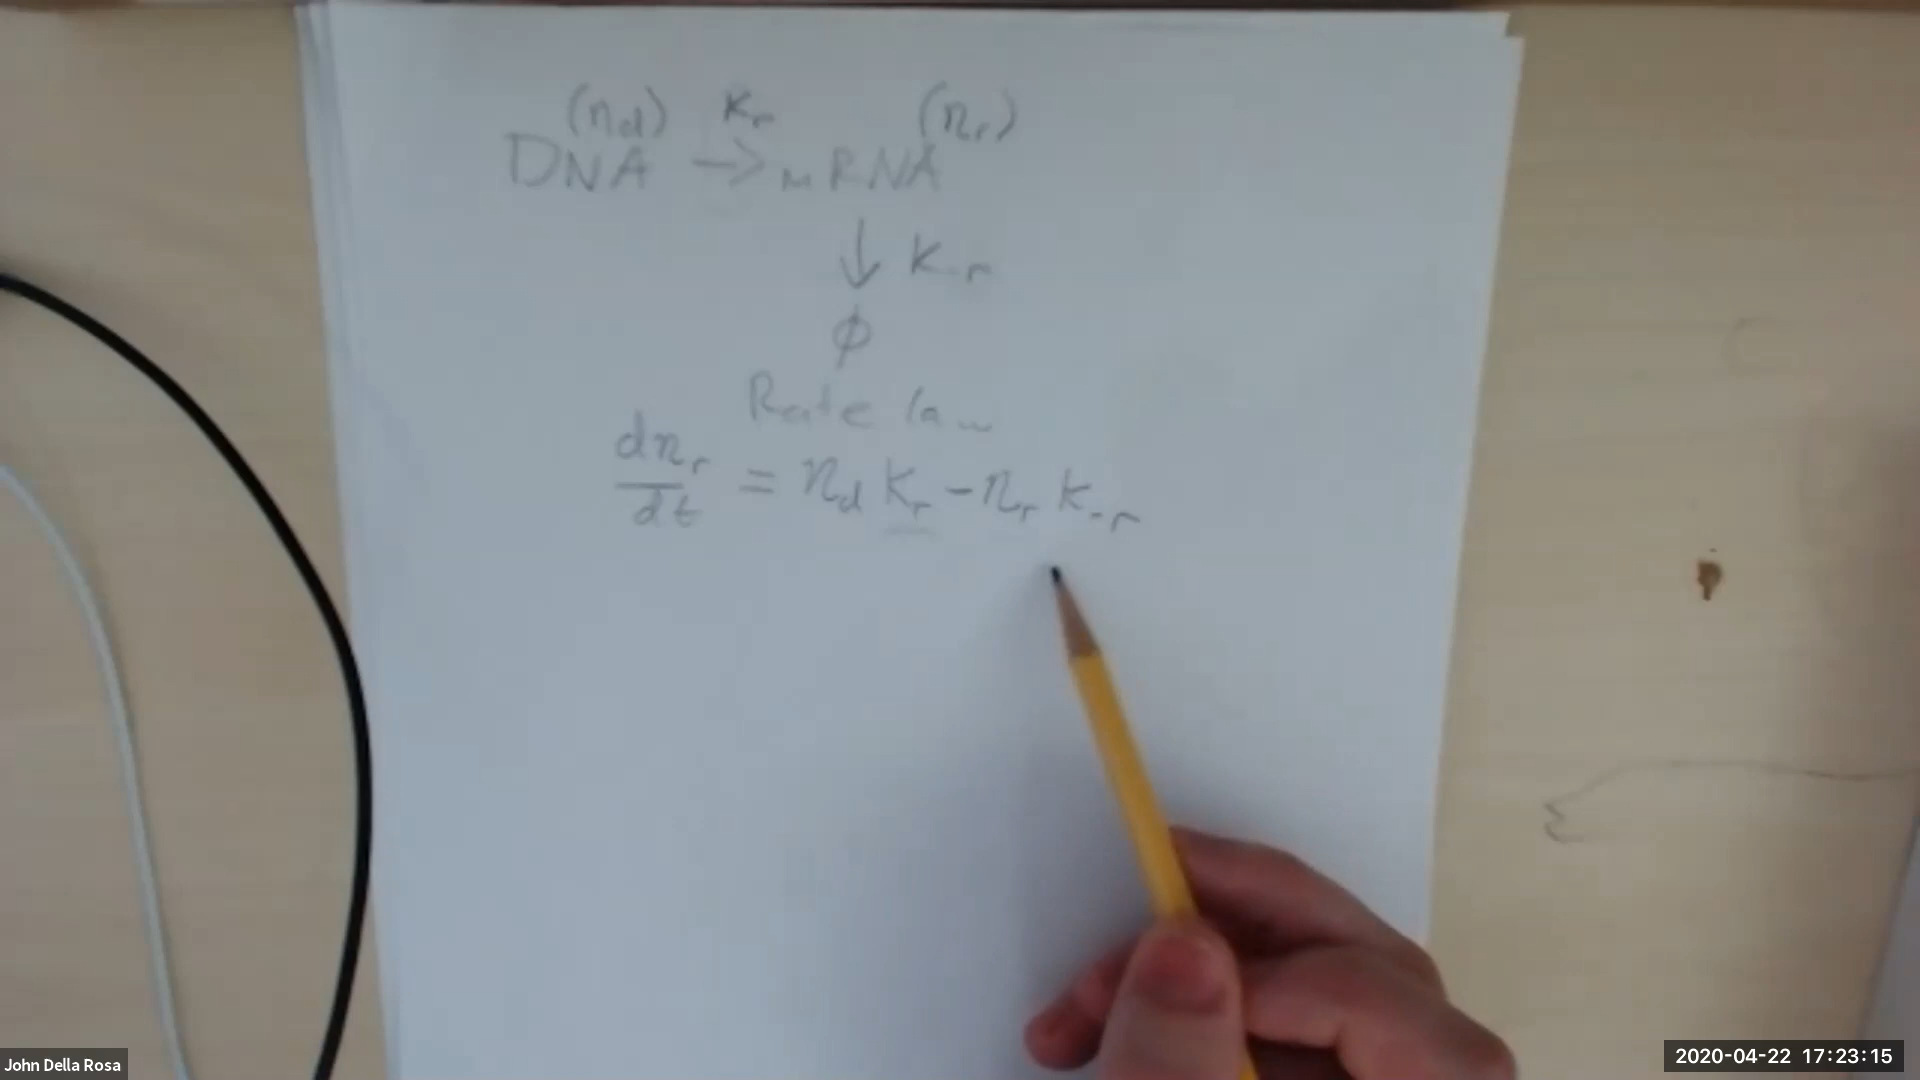 (n_d) K_r (n_r)
DNA → mRNA
↓ K_-r
ϕ
Rate law
dn_r/dt = n_d K_r - n_r K_-r
John Della Rosa
2020-04-22 17:23:15